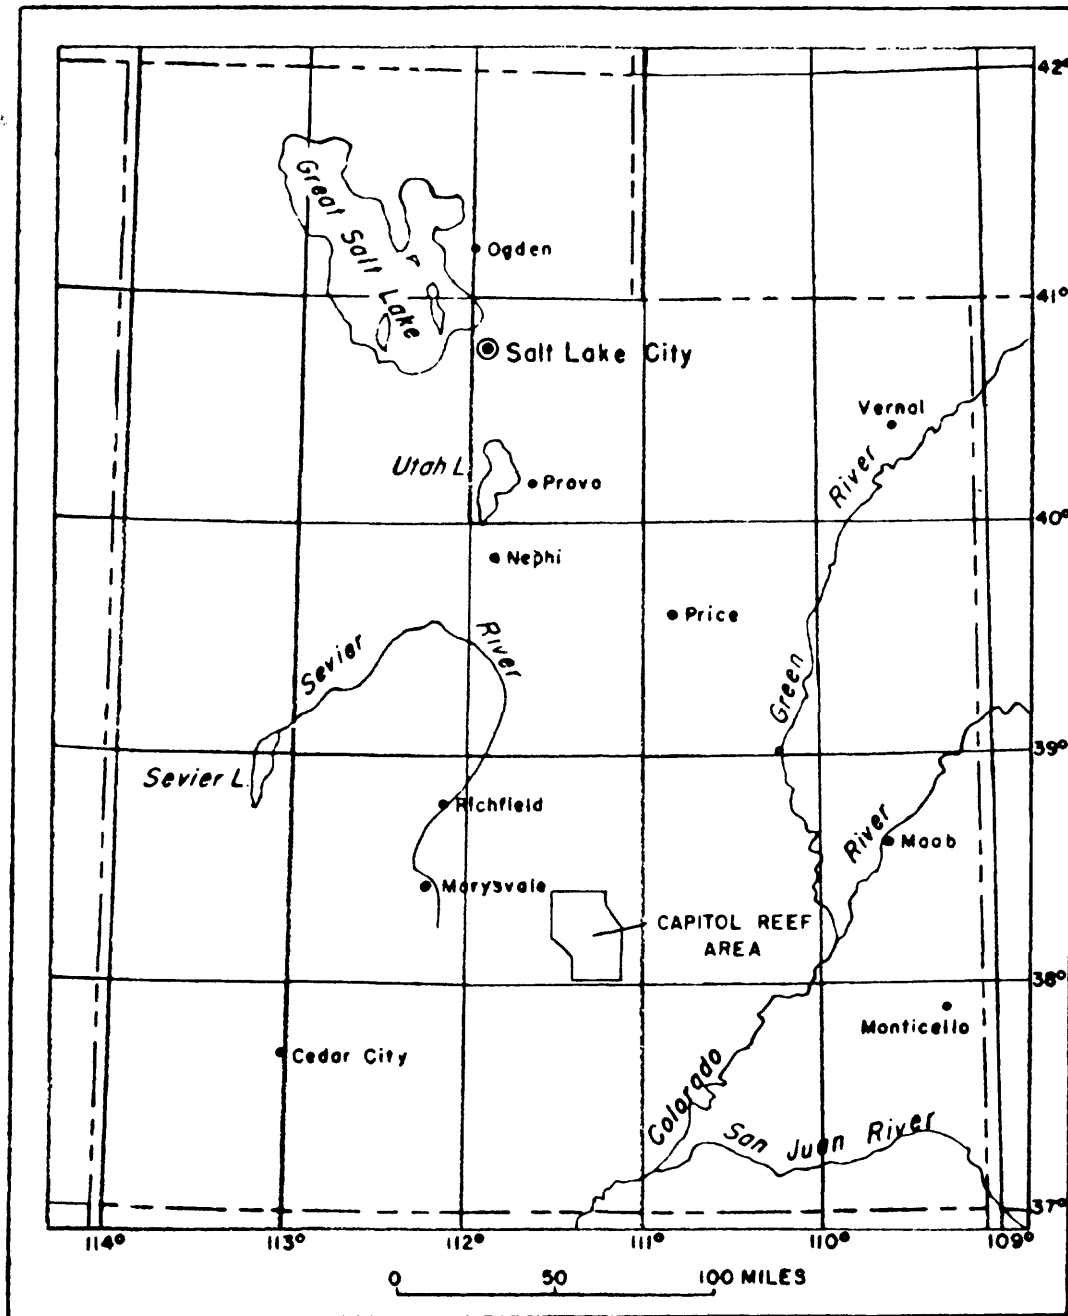 42°
Great Salt Lake
Ogden
41°
Salt Lake City
Vernal
Utah L.
Provo
Green River
40°
Nephi
Price
Sevier River
39°
Sevier L.
Richfield
Moab
Marysvale
CAPITOL REEF
AREA
38°
Monticello
Cedar City
Colorado River
San Juan River
37°
114° 113° 112° 111° 110° 109°
0 50 100 MILES